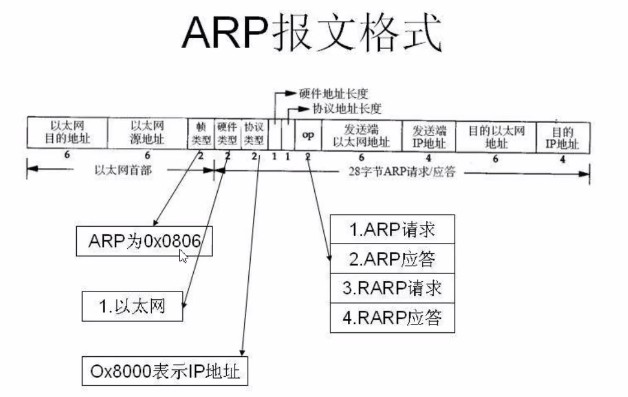 ARP报文格式
硬件地址长度
协议地址长度
以太网
目的地址
以太网
源地址
帧
类型
硬件
类型
协议
类型
op
发送端
以太网地址
发送端
IP地址
目的以太网
地址
目的
IP地址
6 6 2 2 2 1 1 2 6 4 6 4
以太网首部
28字节ARP请求/应答
ARP为0x0806
1.以太网
Ox8000表示IP地址
1.ARP请求
2.ARP应答
3.RARP请求
4.RARP应答